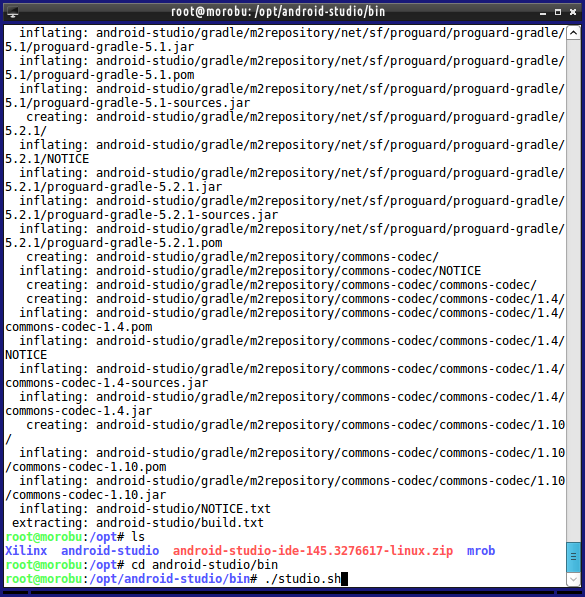 root@morobu: /opt/android-studio/bin
inflating: android-studio/gradle/m2repository/net/sf/proguard/proguard-gradle/
5.1/proguard-gradle-5.1.jar
inflating: android-studio/gradle/m2repository/net/sf/proguard/proguard-gradle/
5.1/proguard-gradle-5.1.pom
inflating: android-studio/gradle/m2repository/net/sf/proguard/proguard-gradle/
5.1/proguard-gradle-5.1-sources.jar
creating: android-studio/gradle/m2repository/net/sf/proguard/proguard-gradle/
5.2.1/
inflating: android-studio/gradle/m2repository/net/sf/proguard/proguard-gradle/
5.2.1/NOTICE
inflating: android-studio/gradle/m2repository/net/sf/proguard/proguard-gradle/
5.2.1/proguard-gradle-5.2.1.jar
inflating: android-studio/gradle/m2repository/net/sf/proguard/proguard-gradle/
5.2.1/proguard-gradle-5.2.1-sources.jar
inflating: android-studio/gradle/m2repository/net/sf/proguard/proguard-gradle/
5.2.1/proguard-gradle-5.2.1.pom
creating: android-studio/gradle/m2repository/commons-codec/
inflating: android-studio/gradle/m2repository/commons-codec/NOTICE
creating: android-studio/gradle/m2repository/commons-codec/commons-codec/
creating: android-studio/gradle/m2repository/commons-codec/commons-codec/1.4/
inflating: android-studio/gradle/m2repository/commons-codec/commons-codec/1.4/
commons-codec-1.4.pom
inflating: android-studio/gradle/m2repository/commons-codec/commons-codec/1.4/
NOTICE
inflating: android-studio/gradle/m2repository/commons-codec/commons-codec/1.4/
commons-codec-1.4-sources.jar
inflating: android-studio/gradle/m2repository/commons-codec/commons-codec/1.4/
commons-codec-1.4.jar
creating: android-studio/gradle/m2repository/commons-codec/commons-codec/1.10
/
inflating: android-studio/gradle/m2repository/commons-codec/commons-codec/1.10
/commons-codec-1.10.pom
inflating: android-studio/gradle/m2repository/commons-codec/commons-codec/1.10
/commons-codec-1.10.jar
inflating: android-studio/NOTICE.txt
extracting: android-studio/build.txt
root@morobu:/opt# ls
Xilinx android-studio android-studio-ide-145.3276617-linux.zip mrob
root@morobu:/opt# cd android-studio/bin
root@morobu:/opt/android-studio/bin# ./studio.sh